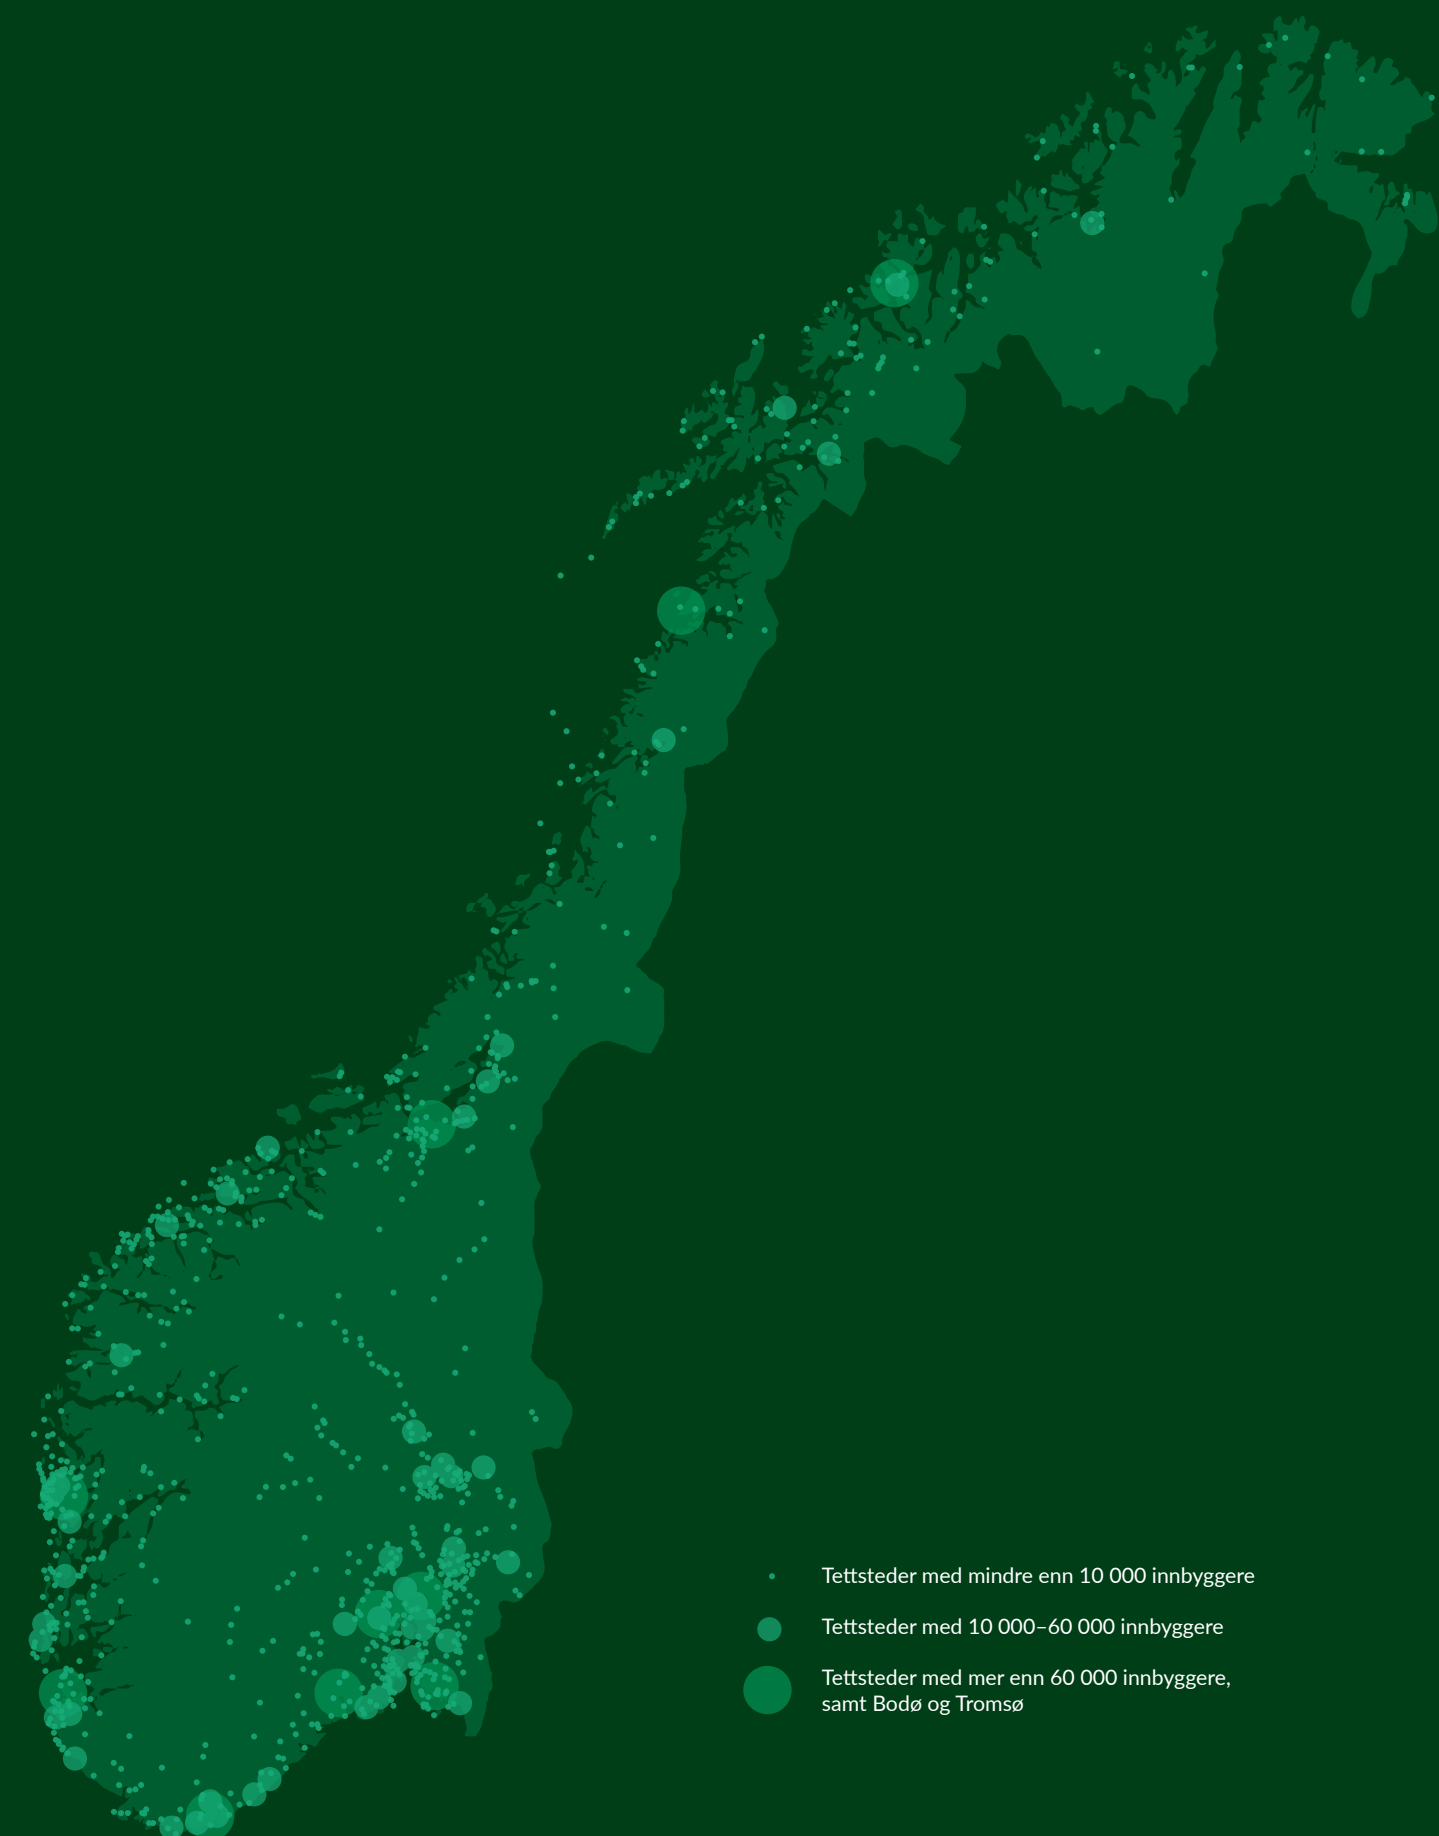 Tettsteder med mindre enn 10 000 innbyggere
Tettsteder med 10 000–60 000 innbyggere
Tettsteder med mer enn 60 000 innbyggere,
samt Bodø og Tromsø